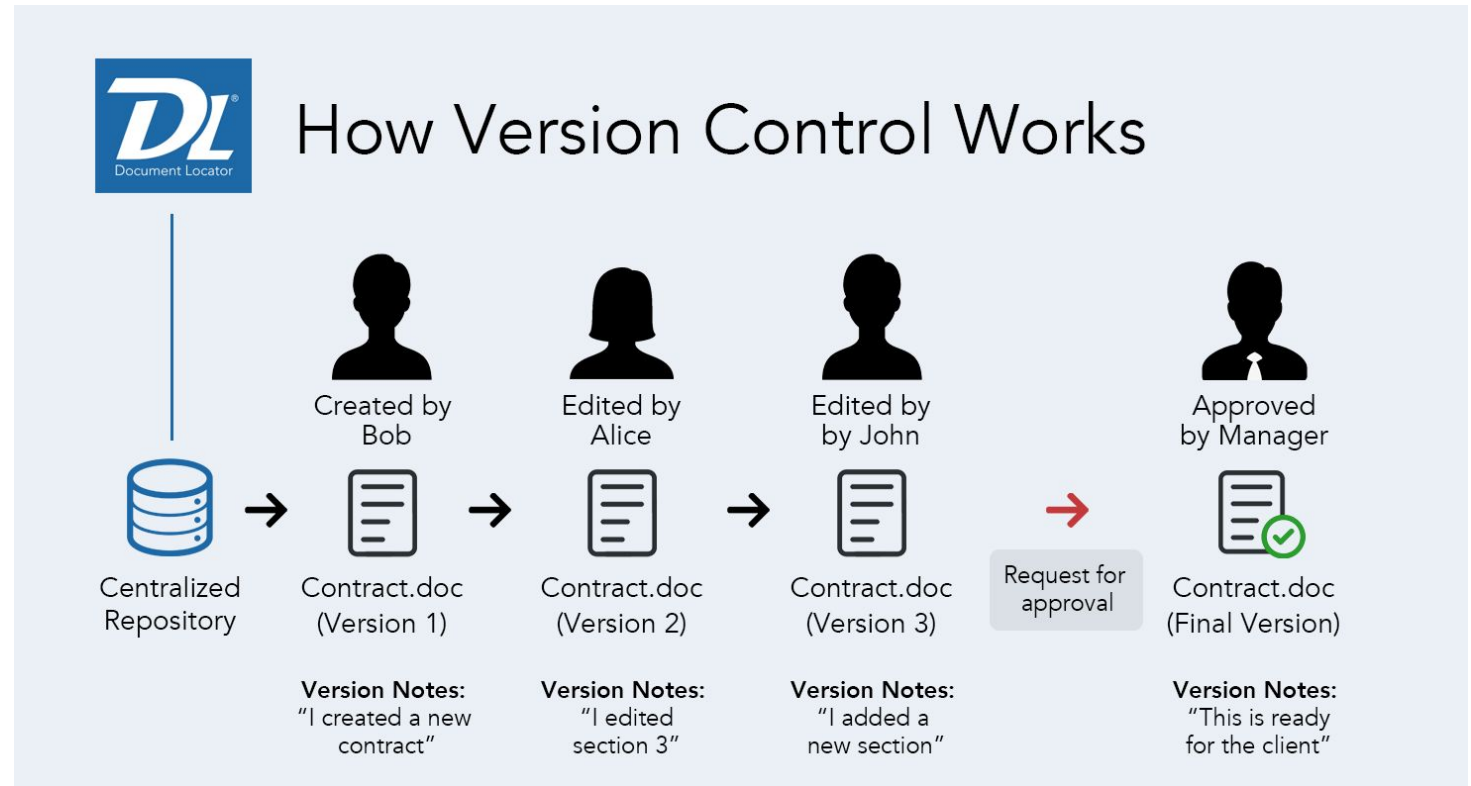 DL®
Document Locator
How Version Control Works
Created by
Bob
Edited by
Alice
Edited by
by John
Approved
by Manager
Centralized
Repository
Contract.doc
(Version 1)
Contract.doc
(Version 2)
Contract.doc
(Version 3)
Request for
approval
Contract.doc
(Final Version)
Version Notes:
“I created a new
contract”
Version Notes:
“I edited
section 3”
Version Notes:
“I added a
new section”
Version Notes:
“This is ready
for the client”